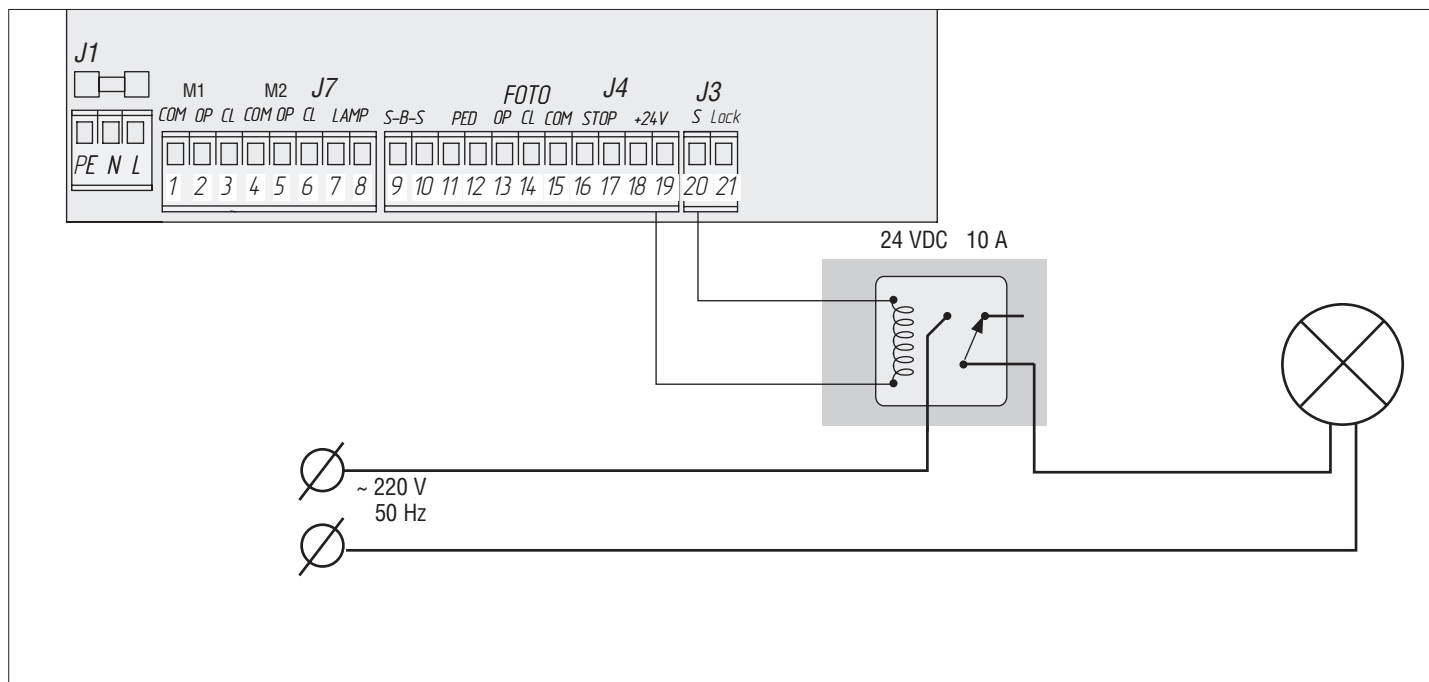 J1
M1 M2 J7
COM OP CL COM OP CL LAMP
PE N L
1 2 3 4 5 6 7 8
FOTO J4
S-B-S PED OP CL COM STOP +24V
9 10 11 12 13 14 15 16 17 18 19
J3
S Lock
20 21
24 VDC 10 A
~ 220 V
50 Hz